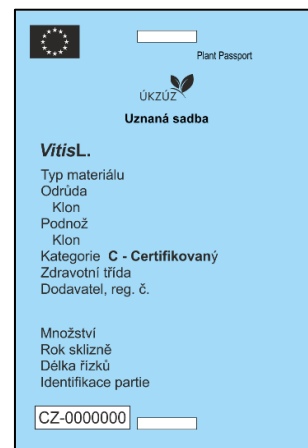 Plant Passport
ÚKZÚZ
Uznaná sadba
VitisL.
Typ materiálu
Odrůda
Klon
Podnož
Klon
Kategorie C - Certifikovaný
Zdravotní třída
Dodavatel, reg. č.
Množství
Rok sklizně
Délka řízků
Identifikace partie
CZ-0000000